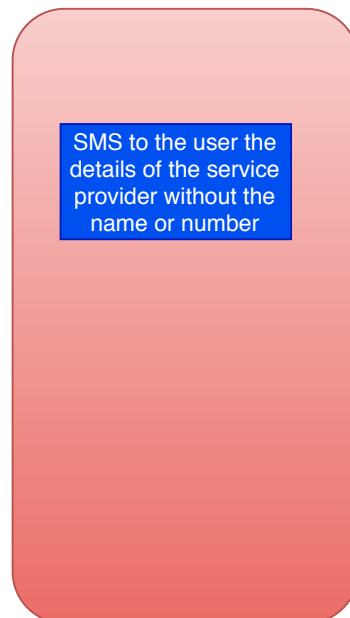 SMS to the user the
details of the service
provider without the
name or number